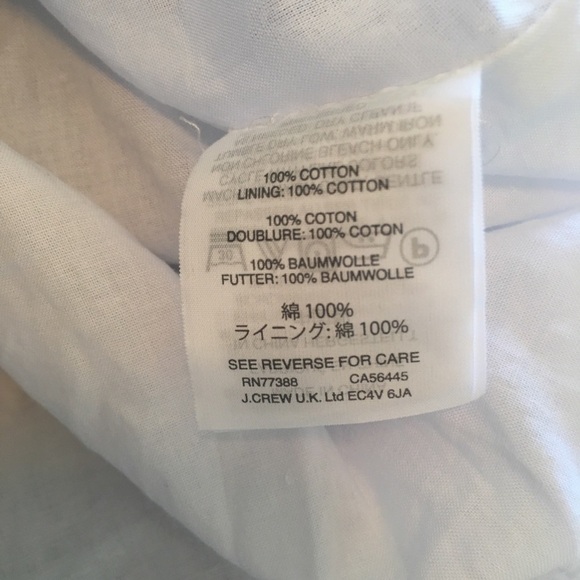 100% COTTON
LINING: 100% COTTON
100% COTON
DOUBLURE: 100% COTON
100% BAUMWOLLE
FUTTER: 100% BAUMWOLLE
綿 100%
ライニング: 綿 100%
SEE REVERSE FOR CARE
RN77388 CA56445
J.CREW U.K. Ltd EC4V 6JA